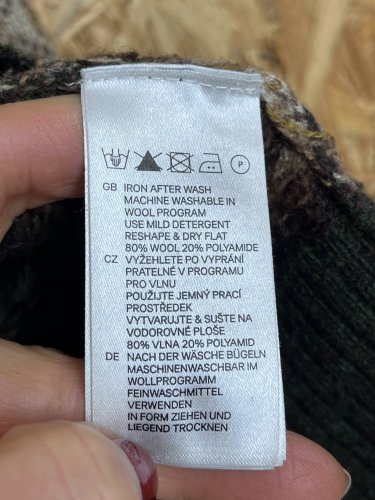 P
GB IRON AFTER WASH
MACHINE WASHABLE IN
WOOL PROGRAM
USE MILD DETERGENT
RESHAPE & DRY FLAT
80% WOOL 20% POLYAMIDE
CZ VYŽEHLETE PO VYPRÁNÍ
PRATELNÉ V PROGRAMU
PRO VLNU
POUŽIJTE JEMNÝ PRACÍ
PROSTŘEDEK
VYTVARUJTE & SUŠTE NA
VODOROVNÉ PLOŠE
80% VLNA 20% POLYAMID
DE NACH DER WÄSCHE BÜGELN
MASCHINENWASCHBAR IM
WOLLPROGRAMM
FEINWASCHMITTEL
VERWENDEN
IN FORM ZIEHEN UND
LIEGEND TROCKNEN